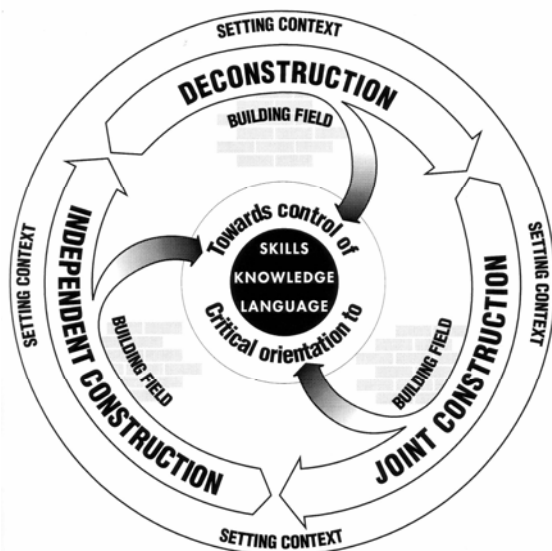 SETTING CONTEXT
DECONSTRUCTION
BUILDING FIELD
Towards control of
SKILLS
KNOWLEDGE
LANGUAGE
Critical orientation to
SETTING CONTEXT
INDEPENDENT CONSTRUCTION
BUILDING FIELD
SETTING CONTEXT
JOINT CONSTRUCTION
BUILDING FIELD
SETTING CONTEXT